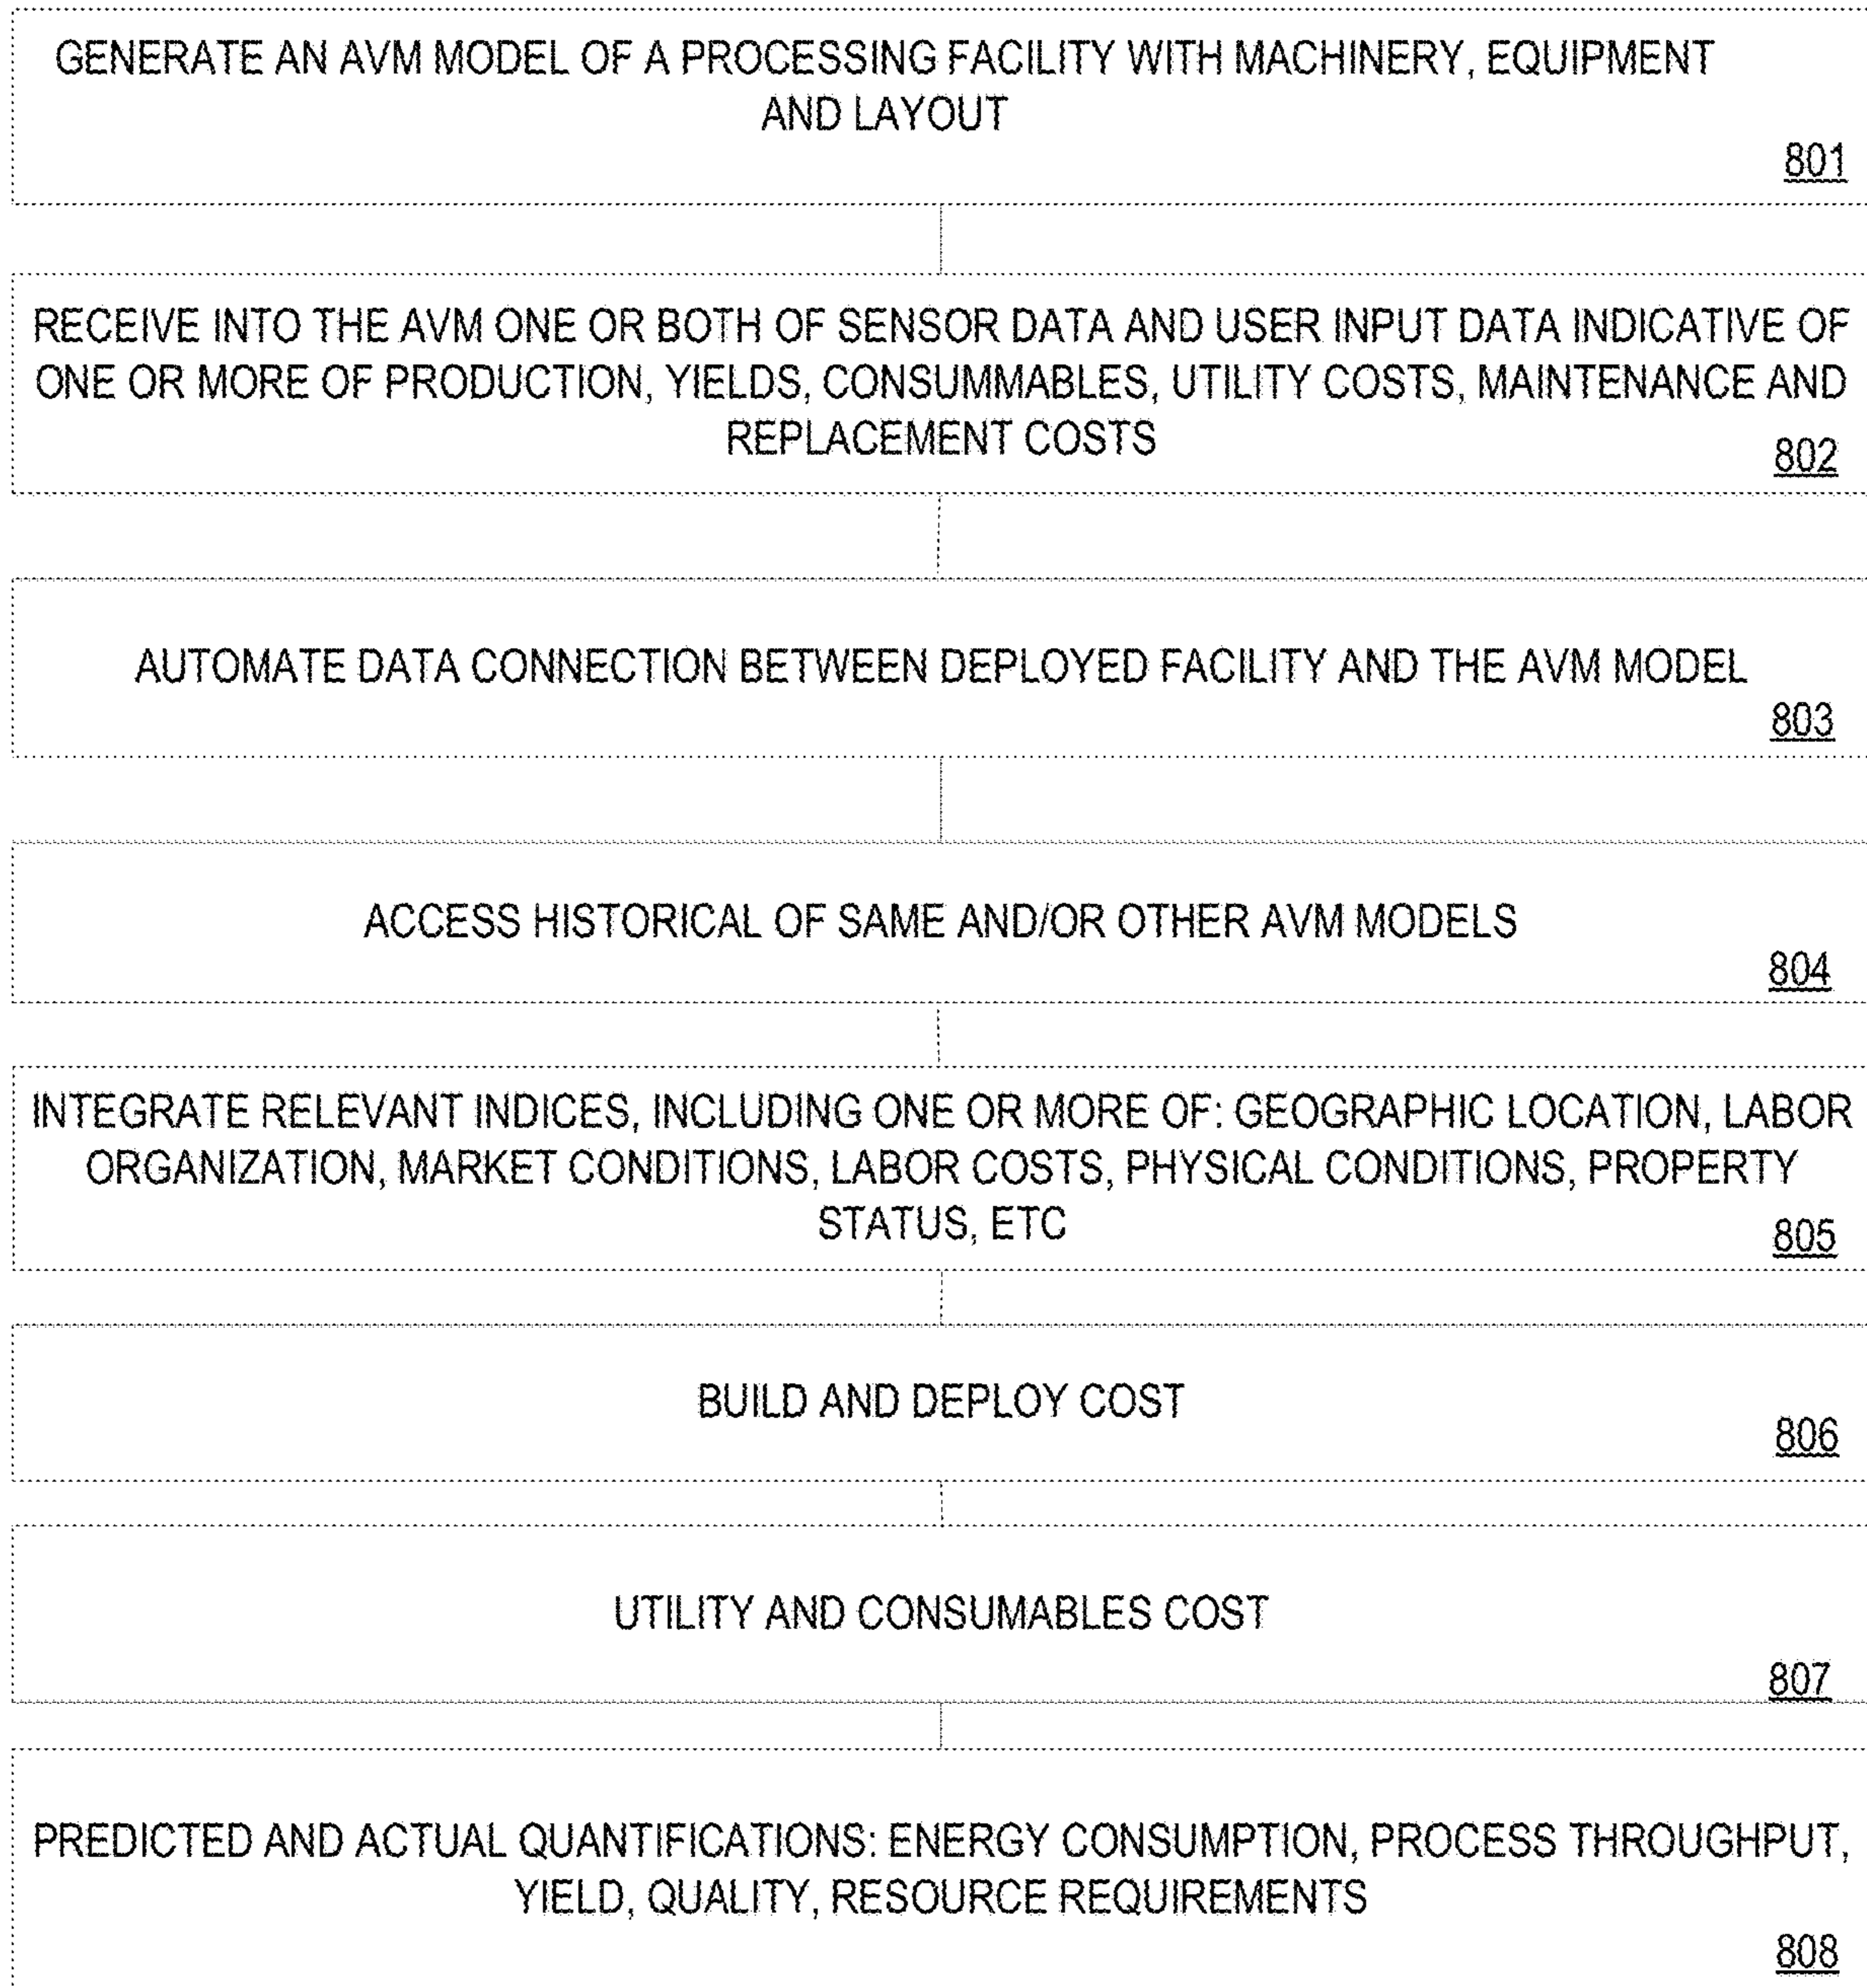 GENERATE AN AVM MODEL OF A PROCESSING FACILITY WITH MACHINERY, EQUIPMENT
AND LAYOUT
801
RECEIVE INTO THE AVM ONE OR BOTH OF SENSOR DATA AND USER INPUT DATA INDICATIVE OF
ONE OR MORE OF PRODUCTION, YIELDS, CONSUMMABLES, UTILITY COSTS, MAINTENANCE AND
REPLACEMENT COSTS
802
AUTOMATE DATA CONNECTION BETWEEN DEPLOYED FACILITY AND THE AVM MODEL
803
ACCESS HISTORICAL OF SAME AND/OR OTHER AVM MODELS
804
INTEGRATE RELEVANT INDICES, INCLUDING ONE OR MORE OF: GEOGRAPHIC LOCATION, LABOR
ORGANIZATION, MARKET CONDITIONS, LABOR COSTS, PHYSICAL CONDITIONS, PROPERTY
STATUS, ETC
805
BUILD AND DEPLOY COST
806
UTILITY AND CONSUMABLES COST
807
PREDICTED AND ACTUAL QUANTIFICATIONS: ENERGY CONSUMPTION, PROCESS THROUGHPUT,
YIELD, QUALITY, RESOURCE REQUIREMENTS
808